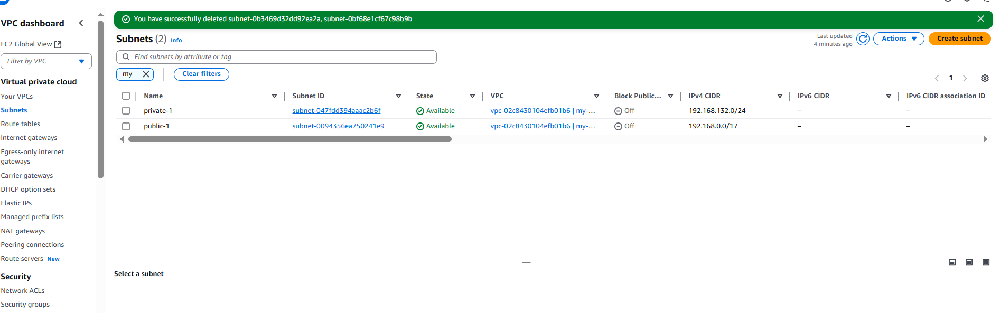 You have successfully deleted subnet-0b3469d32dd92ea2a, subnet-0bf68e1cf67c98b9b
VPC dashboard
EC2 Global View
Filter by VPC
Virtual private cloud
Your VPCs
Subnets
Route tables
Internet gateways
Egress-only internet
gateways
Carrier gateways
DHCP option sets
Elastic IPs
Managed prefix lists
NAT gateways
Peering connections
Route servers New
Security
Network ACLs
Security groups
Subnets (2) Info
Last updated
4 minutes ago
Actions
Create subnet
Find subnets by attribute or tag
my
Clear filters
1
Name Subnet ID State VPC Block Public... IPv4 CIDR IPv6 CIDR IPv6 CIDR association ID
private-1 subnet-047fdd394aaac2b6f Available vpc-02c8430104efb01b6 | my-... Off 192.168.132.0/24 – –
public-1 subnet-0094356ea750241e9 Available vpc-02c8430104efb01b6 | my-... Off 192.168.0.0/17 – –
Select a subnet